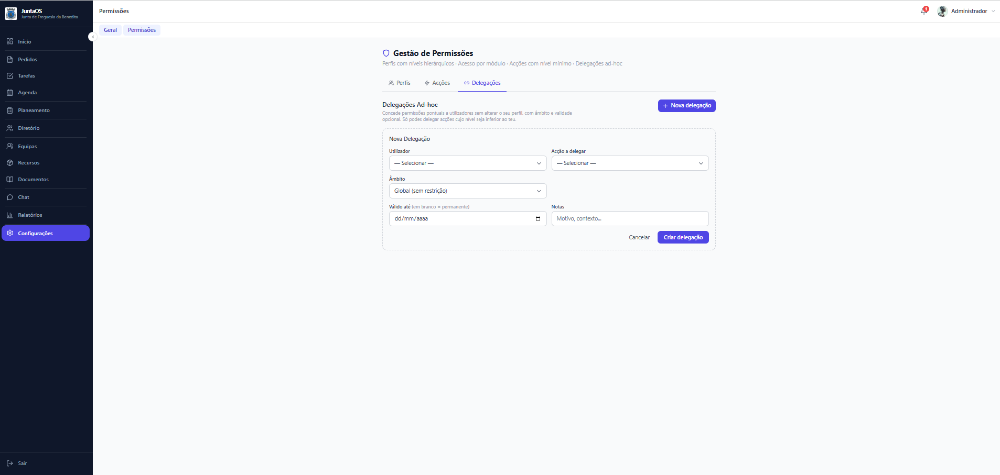 JuntaOS
Junta de Freguesia da Benedita
Início
Pedidos
Tarefas
Agenda
Planeamento
Diretório
Equipas
Recursos
Documentos
Chat
Relatórios
Configurações
Sair
Permissões
1
Administrador
Geral
Permissões
Gestão de Permissões
Perfis com níveis hierárquicos · Acesso por módulo · Acções com nível mínimo · Delegações ad-hoc
Perfis
Acções
Delegações
Delegações Ad-hoc
Concede permissões pontuais a utilizadores sem alterar o seu perfil, com âmbito e validade
opcional. Só podes delegar acções cujo nível seja inferior ao teu.
+ Nova delegação
Nova Delegação
Utilizador
— Selecionar —
Acção a delegar
— Selecionar —
Âmbito
Global (sem restrição)
Válido até (em branco = permanente)
dd/mm/aaaa
Notas
Motivo, contexto...
Cancelar
Criar delegação